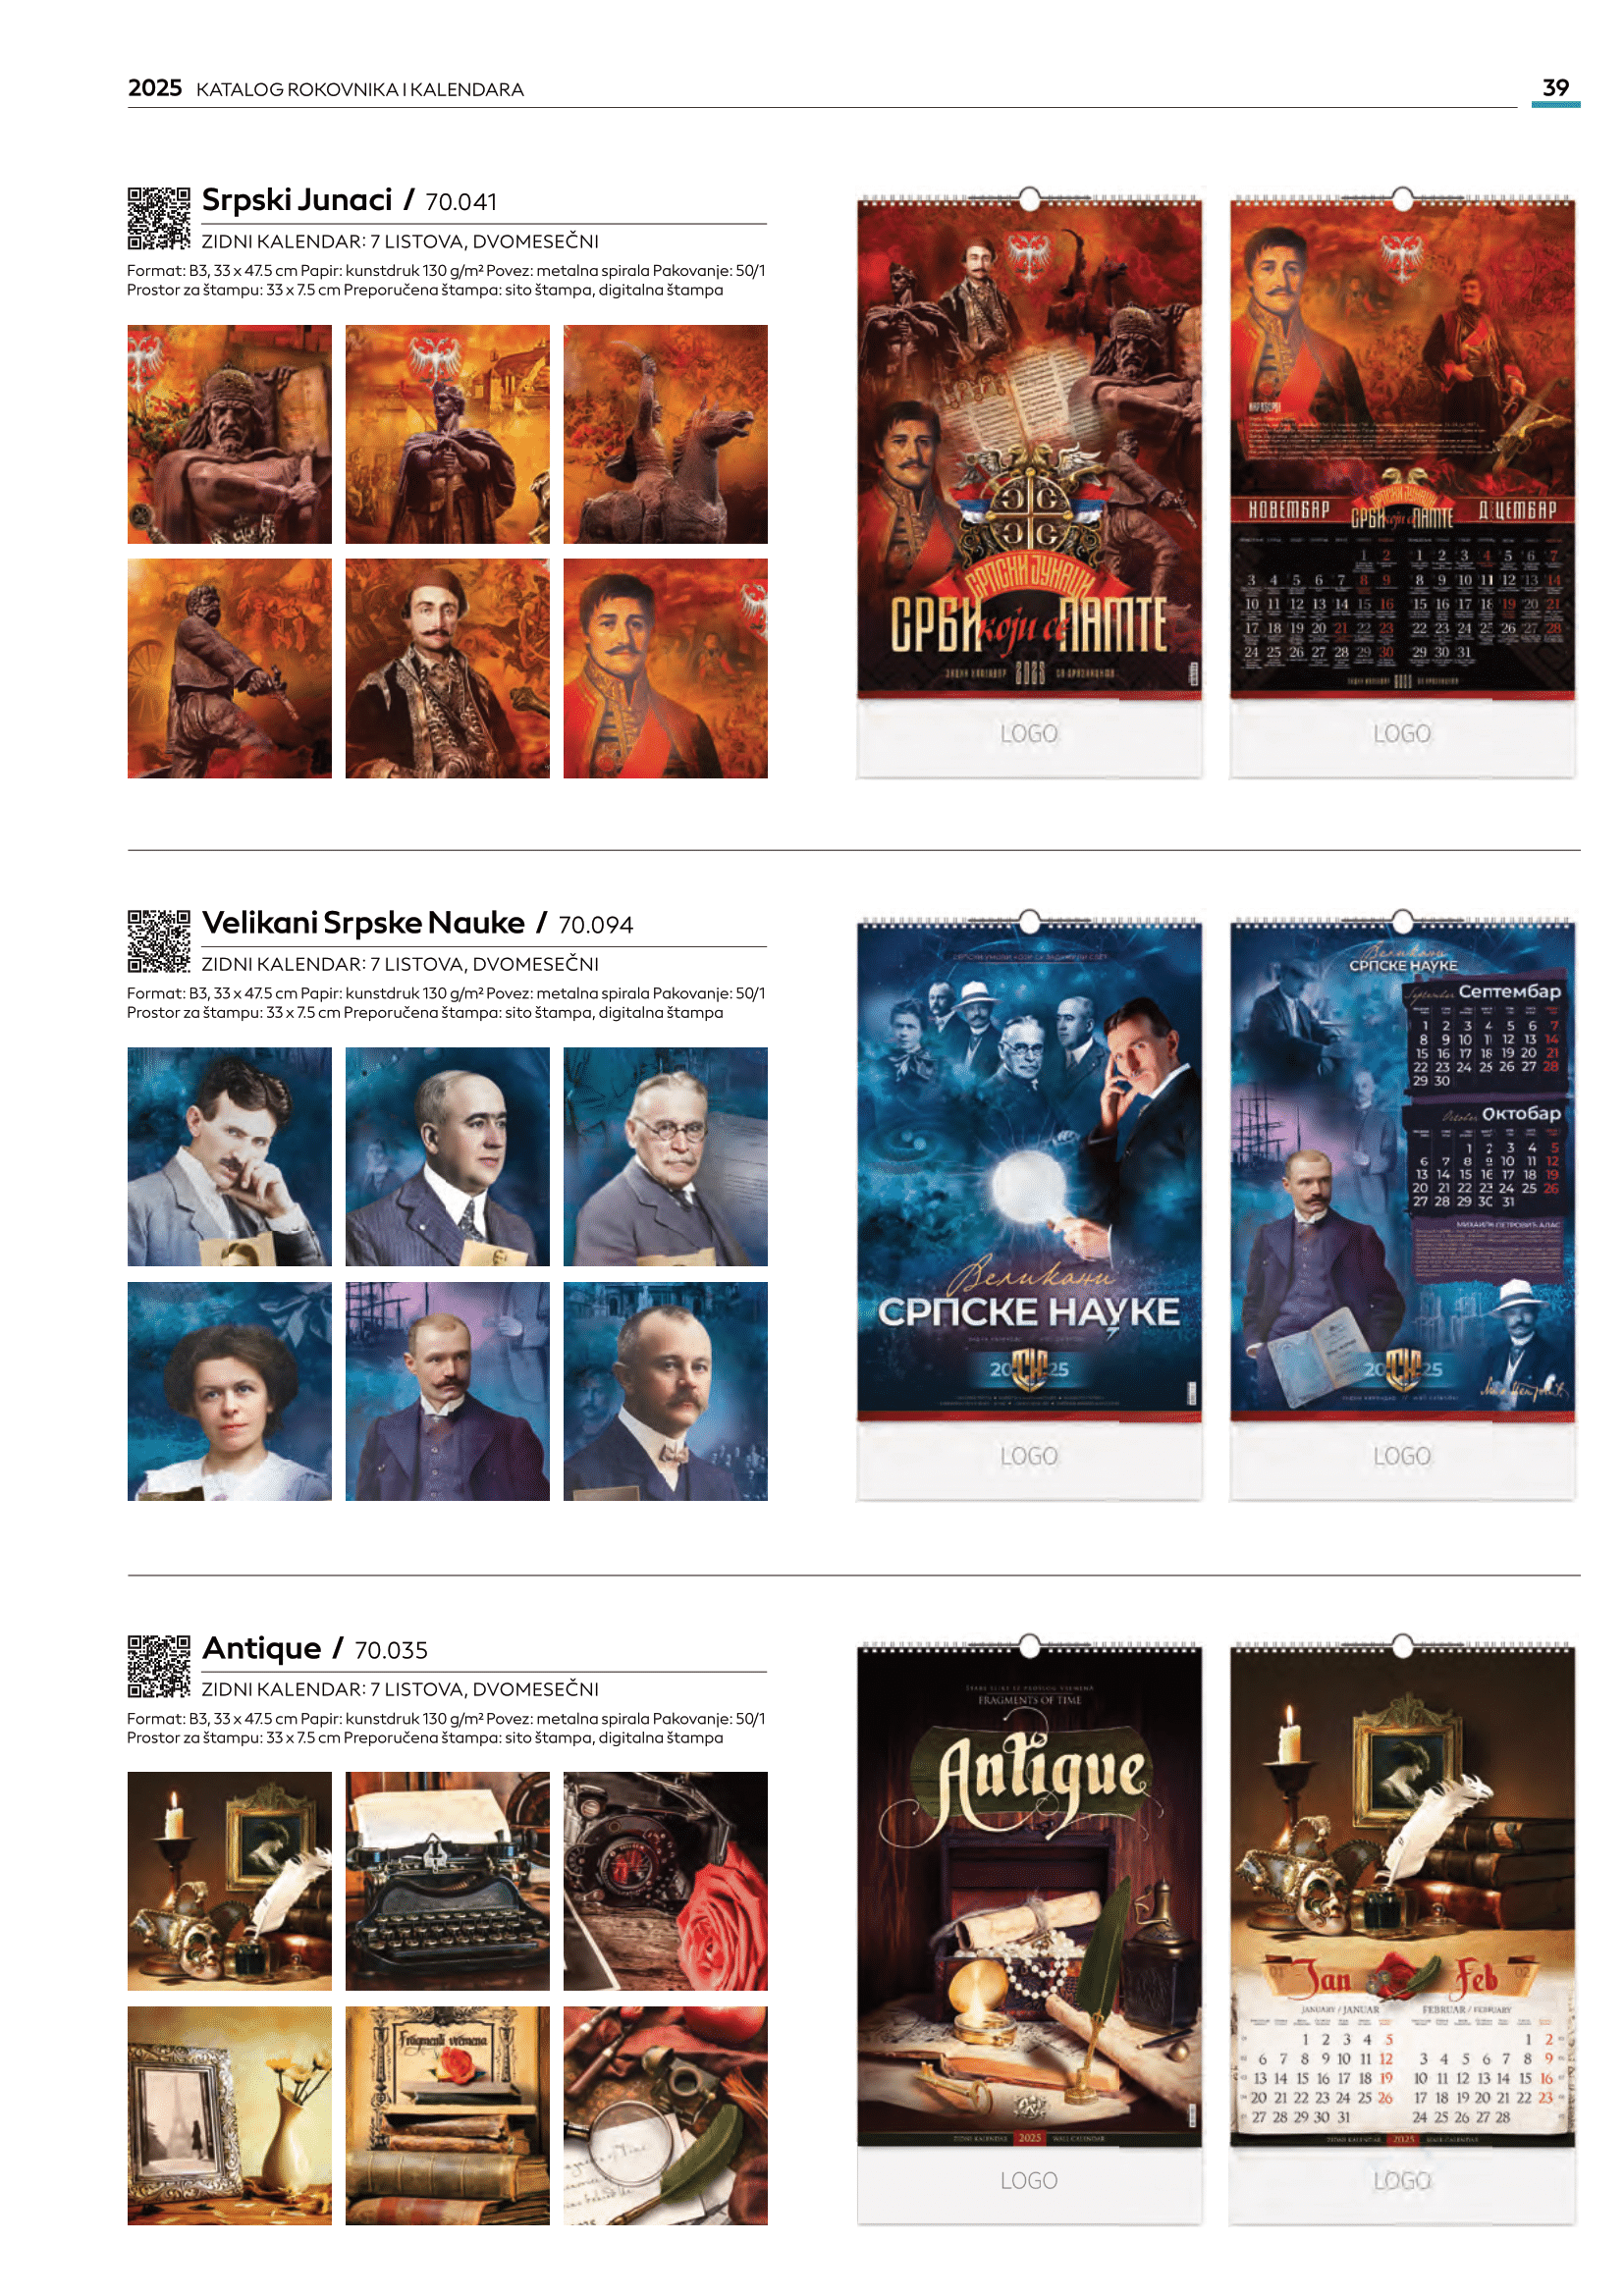 2025 KATALOG ROKOVNIKA I KALENDARA
39
Srpski Junaci / 70.041
ZIDNI KALENDAR: 7 LISTOVA, DVOMESEČNI
Format: B3, 33 x 47.5 cm Papir: kunstdruk 130 g/m² Povez: metalna spirala Pakovanje: 50/1
Prostor za štampu: 33 x 7.5 cm Preporučena štampa: sito štampa, digitalna štampa
СРПСКИ ЈУНАЦИ
СРБИ који се ПАМТЕ
2025
LOGO
НОВЕМБАР
СРПСКИ ЈУНАЦИ
СРБИ који се ПАМТЕ
ДЕЦЕМБАР
1 2
3 4 5 6 7 8 9
10 11 12 13 14 15 16
17 18 19 20 21 22 23
24 25 26 27 28 29 30
1 2 3 4 5 6 7
8 9 10 11 12 13 14
15 16 17 18 19 20 21
22 23 24 25 26 27 28
29 30 31
LOGO
Velikani Srpske Nauke / 70.094
ZIDNI KALENDAR: 7 LISTOVA, DVOMESEČNI
Format: B3, 33 x 47.5 cm Papir: kunstdruk 130 g/m² Povez: metalna spirala Pakovanje: 50/1
Prostor za štampu: 33 x 7.5 cm Preporučena štampa: sito štampa, digitalna štampa
Великани
СРПСКЕ НАУКЕ
20 25
LOGO
Великани
СРПСКЕ НАУКЕ
September Септембар
1 2 3 4 5 6 7
8 9 10 11 12 13 14
15 16 17 18 19 20 21
22 23 24 25 26 27 28
29 30
October Октобар
1 2 3 4 5
6 7 8 9 10 11 12
13 14 15 16 17 18 19
20 21 22 23 24 25 26
27 28 29 30 31
МИХАИЛО ПЕТРОВИЋ АЛАС
20 25
LOGO
Antique / 70.035
ZIDNI KALENDAR: 7 LISTOVA, DVOMESEČNI
Format: B3, 33 x 47.5 cm Papir: kunstdruk 130 g/m² Povez: metalna spirala Pakovanje: 50/1
Prostor za štampu: 33 x 7.5 cm Preporučena štampa: sito štampa, digitalna štampa
Fragmenti vremena
FRAGMENTS OF TIME
Antique
ZIDNI KALENDAR 2025 WALL CALENDAR
LOGO
01 Jan Feb 02
JANUARY / JANUAR FEBRUAR / FEBRUARY
1 2 3 4 5
6 7 8 9 10 11 12
13 14 15 16 17 18 19
20 21 22 23 24 25 26
27 28 29 30 31
1 2
3 4 5 6 7 8 9
10 11 12 13 14 15 16
17 18 19 20 21 22 23
24 25 26 27 28
ZIDNI KALENDAR 2025 WALL CALENDAR
LOGO